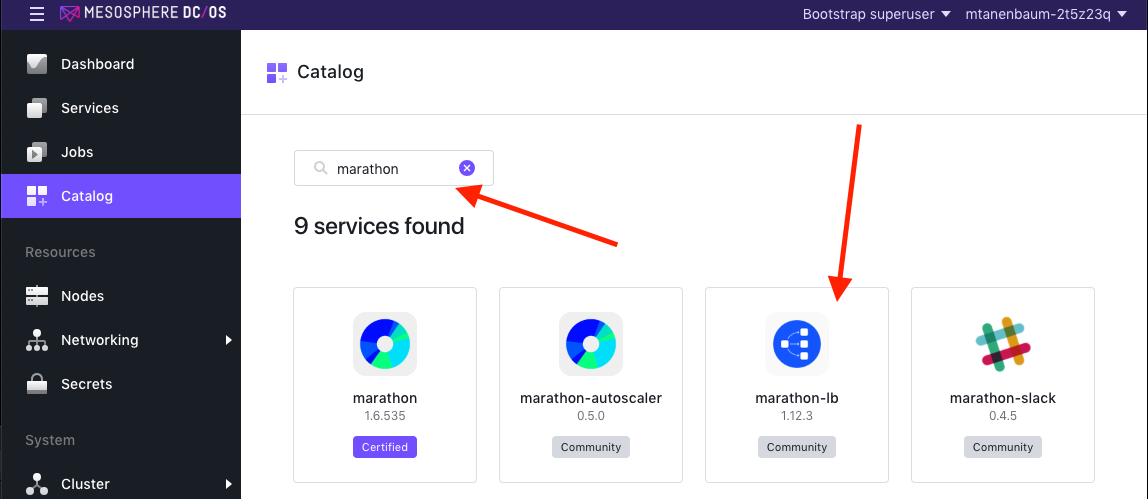 MESOSPHERE DC/OS
Bootstrap superuser
mtanenbaum-2t5z23q
Dashboard
Services
Jobs
Catalog
Resources
Nodes
Networking
Secrets
System
Cluster
Catalog
marathon
9 services found
marathon
1.6.535
Certified
marathon-autoscaler
0.5.0
Community
marathon-lb
1.12.3
Community
marathon-slack
0.4.5
Community